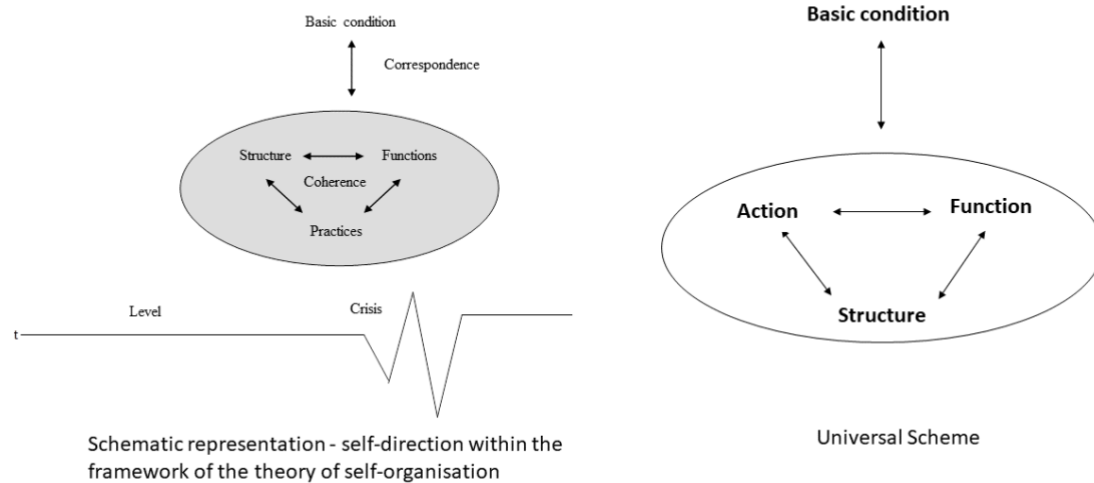 Basic condition
Correspondence
Structure
Functions
Coherence
Practices
Level
Crisis
t
Schematic representation - self-direction within the
framework of the theory of self-organisation
Basic condition
Action
Function
Structure
Universal Scheme